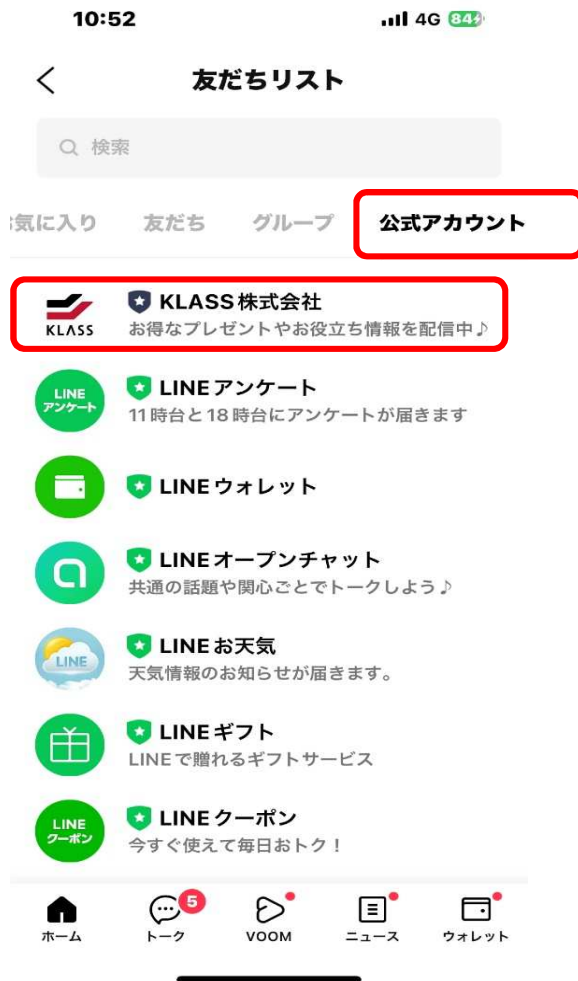 10:52
4G 84
友だちリスト
検索
気に入り 友だち グループ 公式アカウント
KLASS
KLASS株式会社
お得なプレゼントやお役立ち情報を配信中♪
LINE
アンケート
LINEアンケート
11時台と18時台にアンケートが届きます
LINEウォレット
LINEオープンチャット
共通の話題や関心ごとでトークしよう♪
LINE
LINEお天気
天気情報のお知らせが届きます。
LINEギフト
LINEで贈れるギフトサービス
LINE
クーポン
LINEクーポン
今すぐ使えて毎日おトク！
5
ホーム トーク VOOM ニュース ウォレット